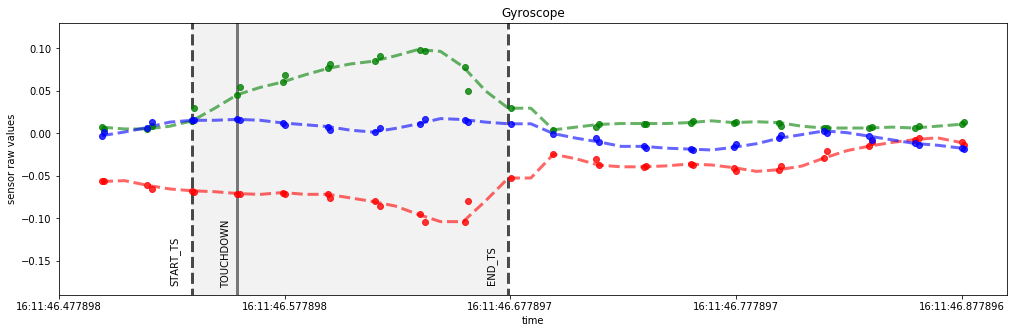 Gyroscope
sensor raw values
0.10
0.05
0.00
−0.05
−0.10
−0.15
START_TS
TOUCHDOWN
END_TS
16:11:46.477898
16:11:46.577898
16:11:46.677897
16:11:46.777897
16:11:46.877896
time